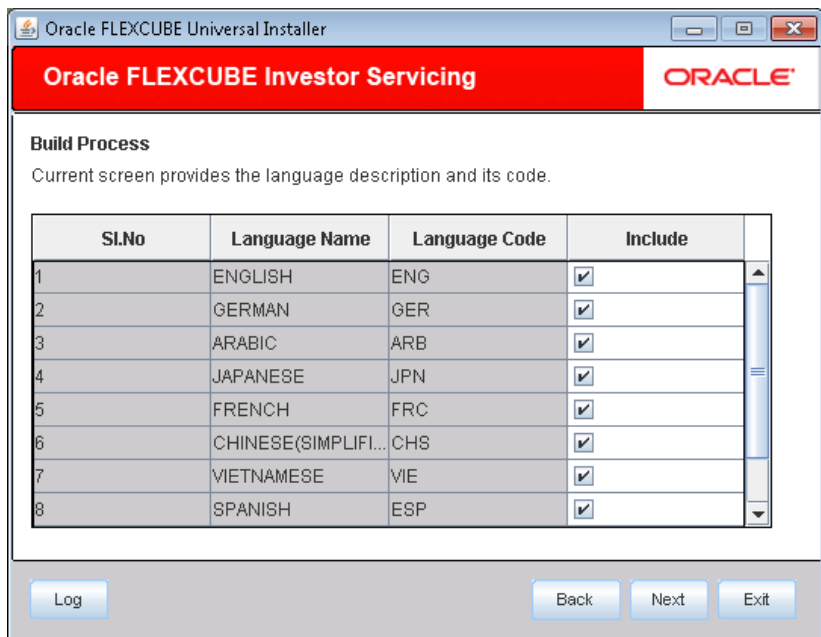 Oracle FLEXCUBE Universal Installer
Oracle FLEXCUBE Investor Servicing ORACLE
Build Process
Current screen provides the language description and its code.
Sl.No Language Name Language Code Include
1 ENGLISH ENG
2 GERMAN GER
3 ARABIC ARB
4 JAPANESE JPN
5 FRENCH FRC
6 CHINESE(SIMPLIFI... CHS
7 VIETNAMESE VIE
8 SPANISH ESP
Log Back Next Exit